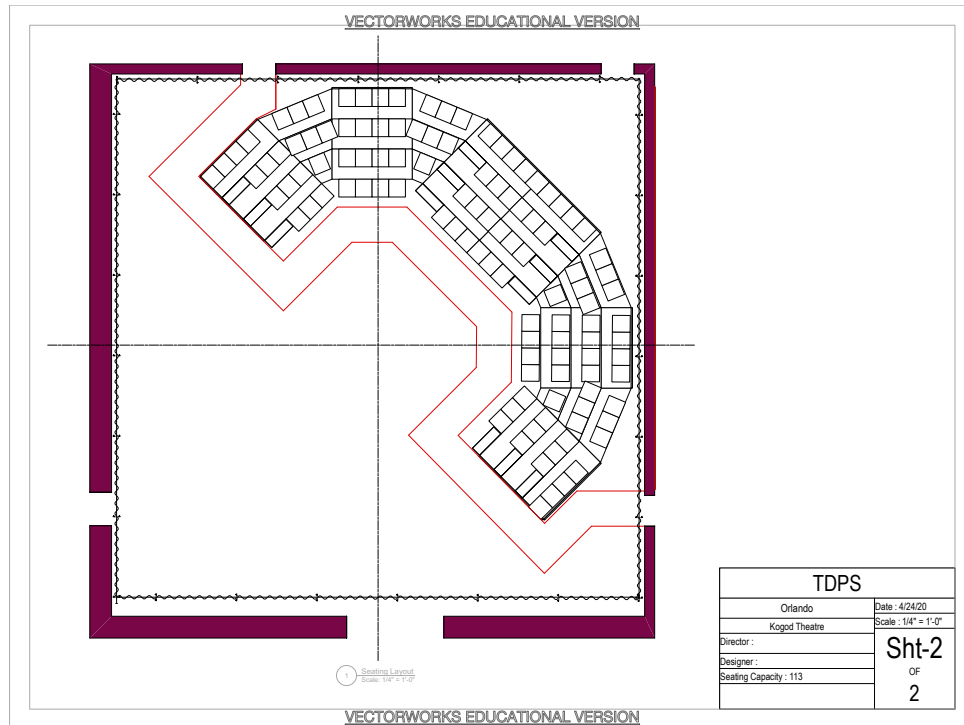 VECTORWORKS EDUCATIONAL VERSION
1
Seating Layout
Scale: 1/4" = 1'-0"
TDPS
Orlando
Date : 4/24/20
Kogod Theatre
Scale : 1/4" = 1'-0"
Director :
Sht-2
Designer :
OF
Seating Capacity : 113
2
VECTORWORKS EDUCATIONAL VERSION